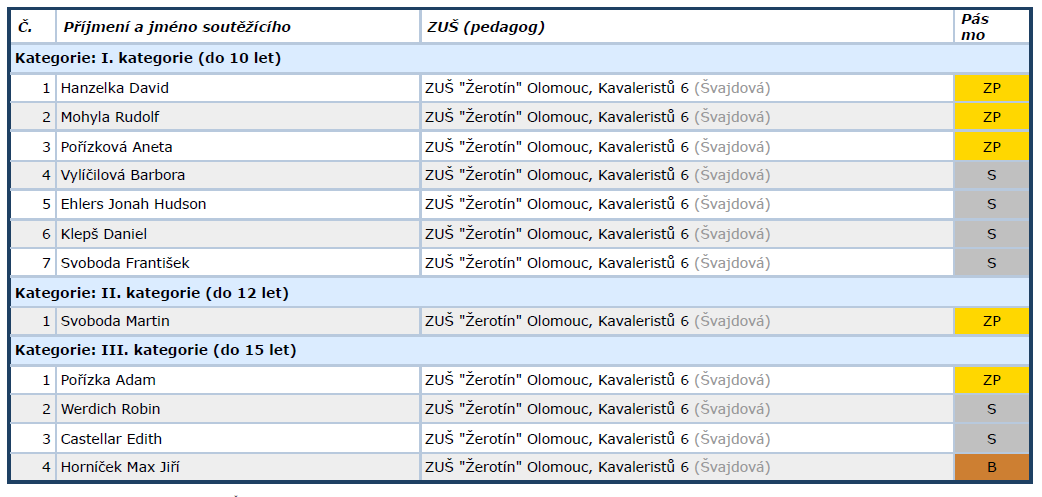 Č. Příjmení a jméno soutěžícího ZUŠ (pedagog) Pás
mo
Kategorie: I. kategorie (do 10 let)
1 Hanzelka David ZUŠ "Žerotín" Olomouc, Kavaleristů 6 (Švajdová) ZP
2 Mohyla Rudolf ZUŠ "Žerotín" Olomouc, Kavaleristů 6 (Švajdová) ZP
3 Pořízková Aneta ZUŠ "Žerotín" Olomouc, Kavaleristů 6 (Švajdová) ZP
4 Vylíčilová Barbora ZUŠ "Žerotín" Olomouc, Kavaleristů 6 (Švajdová) S
5 Ehlers Jonah Hudson ZUŠ "Žerotín" Olomouc, Kavaleristů 6 (Švajdová) S
6 Klepš Daniel ZUŠ "Žerotín" Olomouc, Kavaleristů 6 (Švajdová) S
7 Svoboda František ZUŠ "Žerotín" Olomouc, Kavaleristů 6 (Švajdová) S
Kategorie: II. kategorie (do 12 let)
1 Svoboda Martin ZUŠ "Žerotín" Olomouc, Kavaleristů 6 (Švajdová) ZP
Kategorie: III. kategorie (do 15 let)
1 Pořízka Adam ZUŠ "Žerotín" Olomouc, Kavaleristů 6 (Švajdová) ZP
2 Werdich Robin ZUŠ "Žerotín" Olomouc, Kavaleristů 6 (Švajdová) S
3 Castellar Edith ZUŠ "Žerotín" Olomouc, Kavaleristů 6 (Švajdová) S
4 Horníček Max Jiří ZUŠ "Žerotín" Olomouc, Kavaleristů 6 (Švajdová) B